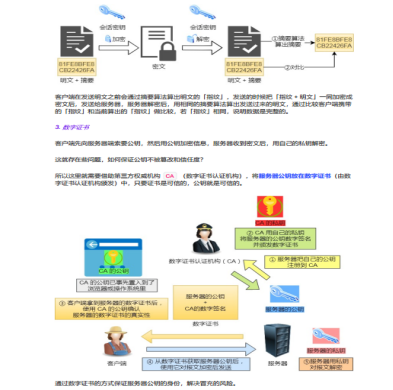 会话密钥
会话密钥
加密
解密
①摘要算法
算出摘要
81FE8BFE8
CB22426FA
81FE8BFE8
CB22426FA
81FE8BFE8
CB22426FA
②对比
明文 + 摘要
密文
明文 + 摘要
客户端在发送明文之前会通过摘要算法算出明文的「指纹」，发送的时候把「指纹 + 明文」一同加密成
密文后，发送给服务器，服务器解密后，用相同的摘要算法算出发送过来的明文，通过比较客户端携带
的「指纹」和当前算出的「指纹」做比较，若「指纹」相同，说明数据是完整的。
3. 数字证书
客户端先向服务器端索要公钥，然后用公钥加密信息，服务器收到密文后，用自己的私钥解密。
这就存在些问题，如何保证公钥不被篡改和信任度？
所以这里就需要借助第三方权威机构 CA （数字证书认证机构），将服务器公钥放在数字证书（由数
字证书认证机构颁发）中，只要证书是可信的，公钥就是可信的。
CA 的私钥
② CA 用自己的私钥
将服务器的公钥数字签名
并颁发数字证书
CA 的公钥
数字证书认证机构（CA）
① 服务器把自己的公钥
注册到 CA
CA 的公钥已事先置入到了
浏览器或操作系统里
③ 客户端拿到服务器的数字证书后，
使用 CA 的公钥确认
服务器的数字证书的真实性
服务器的公钥
+
CA的数字签名
数字证书
服务器的公钥
服务器的私钥
客户端
④ 从数字证书获取服务器公钥后，
使用它对报文加密后发送
服务器
⑤ 服务器用私钥
对报文解密
通过数字证书的方式保证服务器公钥的身份，解决冒充的风险。